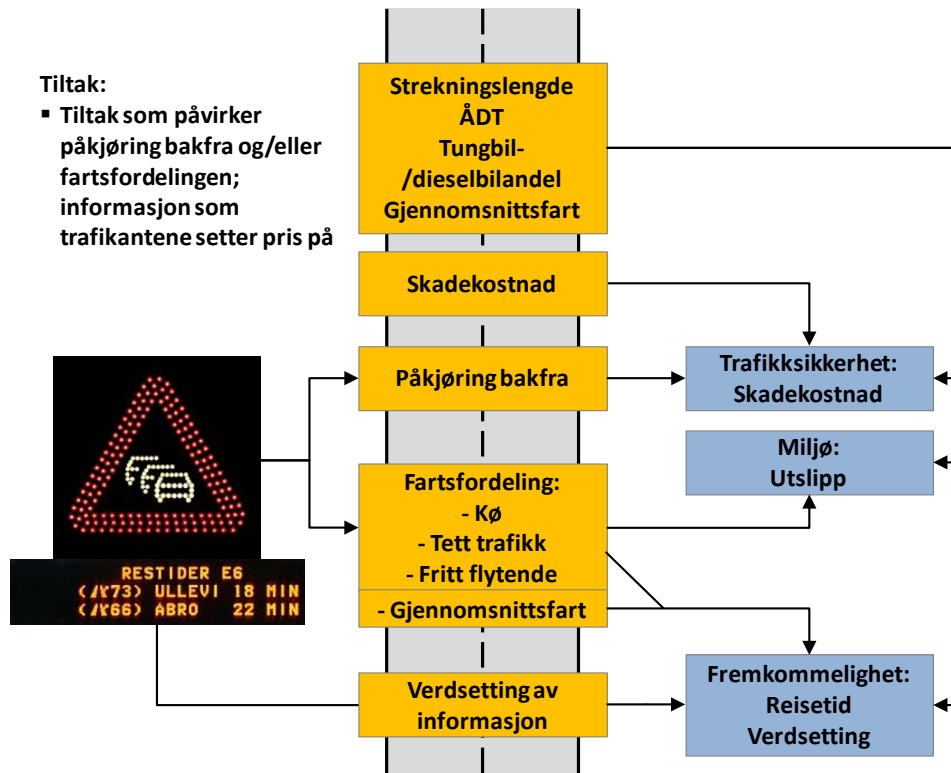 Tiltak:
▪ Tiltak som påvirker
påkjøring bakfra og/eller
fartsfordelingen;
informasjon som
trafikantene setter pris på
Strekningslengde
ÅDT
Tungbil-
/dieselbilandel
Gjennomsnittsfart
Skadekostnad
Påkjøring bakfra
Trafikksikkerhet:
Skadekostnad
Miljø:
Utslipp
Fartsfordeling:
- Kø
- Tett trafikk
- Fritt flytende
- Gjennomsnittsfart
RESTIDER E6
ULLEVI 18 MIN
ÅBRO 22 MIN
Verdsetting av
informasjon
Fremkommelighet:
Reisetid
Verdsetting